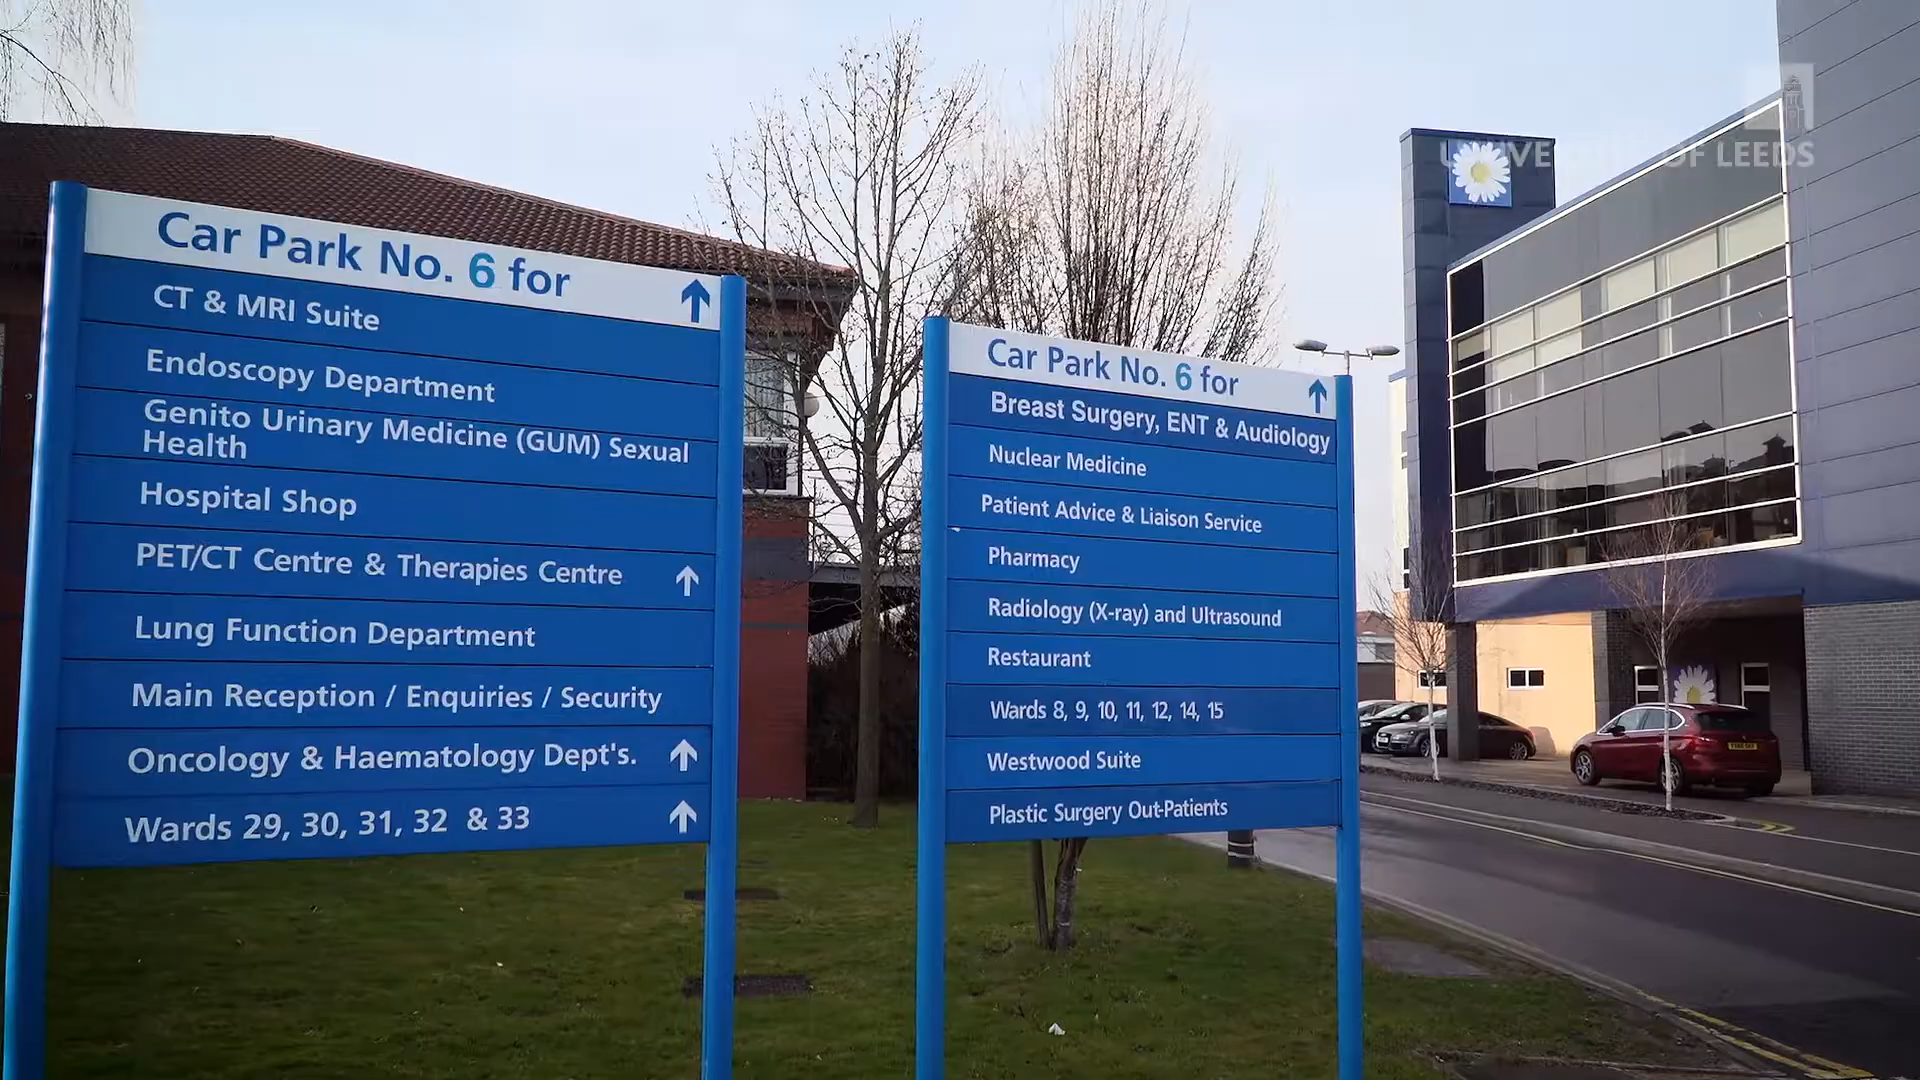 Car Park No. 6 for
CT & MRI Suite
Endoscopy Department
Genito Urinary Medicine (GUM) Sexual
Health
Hospital Shop
PET/CT Centre & Therapies Centre
Lung Function Department
Main Reception / Enquiries / Security
Oncology & Haematology Dept's.
Wards 29, 30, 31, 32 & 33
Car Park No. 6 for
Breast Surgery, ENT & Audiology
Nuclear Medicine
Patient Advice & Liaison Service
Pharmacy
Radiology (X-ray) and Ultrasound
Restaurant
Wards 8, 9, 10, 11, 12, 14, 15
Westwood Suite
Plastic Surgery Out-Patients
OF LEEDS